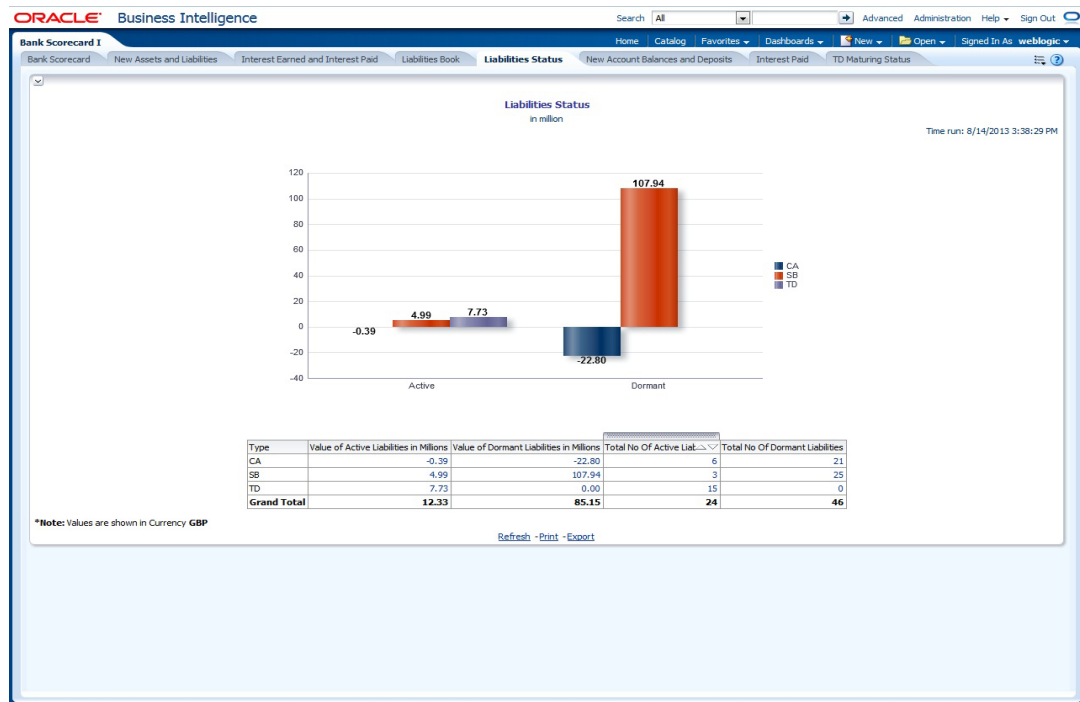 ORACLE Business Intelligence Search All Advanced Administration Help Sign Out
Bank Scorecard I Home Catalog Favorites Dashboards New Open Signed In As weblogic
Bank Scorecard New Assets and Liabilities Interest Earned and Interest Paid Liabilities Book Liabilities Status New Account Balances and Deposits Interest Paid TD Maturing Status
Liabilities Status
in million
Time run: 8/14/2013 3:38:29 PM
120
107.94
100
80
60
40
CA
SB
TD
20
4.99 7.73
0
-0.39
-20
-22.80
-40
Active Dormant
Type Value of Active Liabilities in Millions Value of Dormant Liabilities in Millions Total No Of Active Liat Total No Of Dormant Liabilities
CA -0.39 -22.80 6 21
SB 4.99 107.94 3 25
TD 7.73 0.00 15 0
Grand Total 12.33 85.15 24 46
*Note: Values are shown in Currency GBP
Refresh - Print - Export